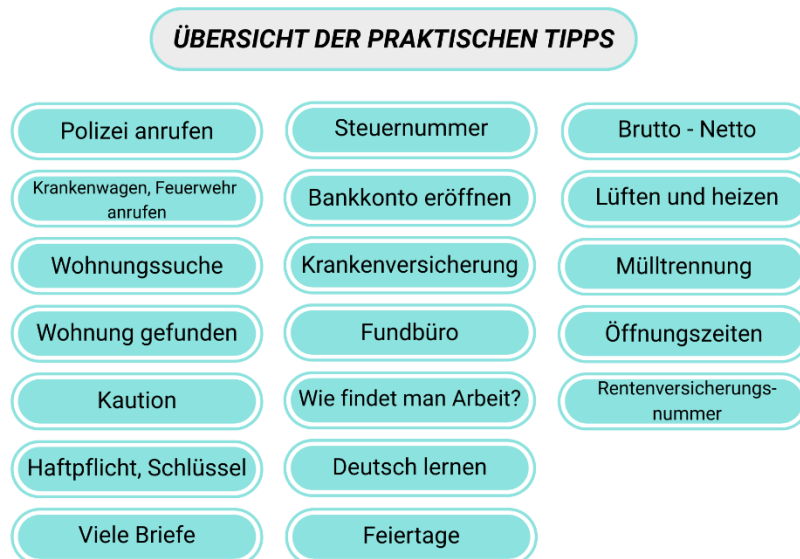 ÜBERSICHT DER PRAKTISCHEN TIPPS
Polizei anrufen
Krankenwagen, Feuerwehr
anrufen
Wohnungssuche
Wohnung gefunden
Kaution
Haftpflicht, Schlüssel
Viele Briefe
Steuernummer
Bankkonto eröffnen
Krankenversicherung
Fundbüro
Wie findet man Arbeit?
Deutsch lernen
Feiertage
Brutto - Netto
Lüften und heizen
Mülltrennung
Öffnungszeiten
Rentenversicherungs-
nummer